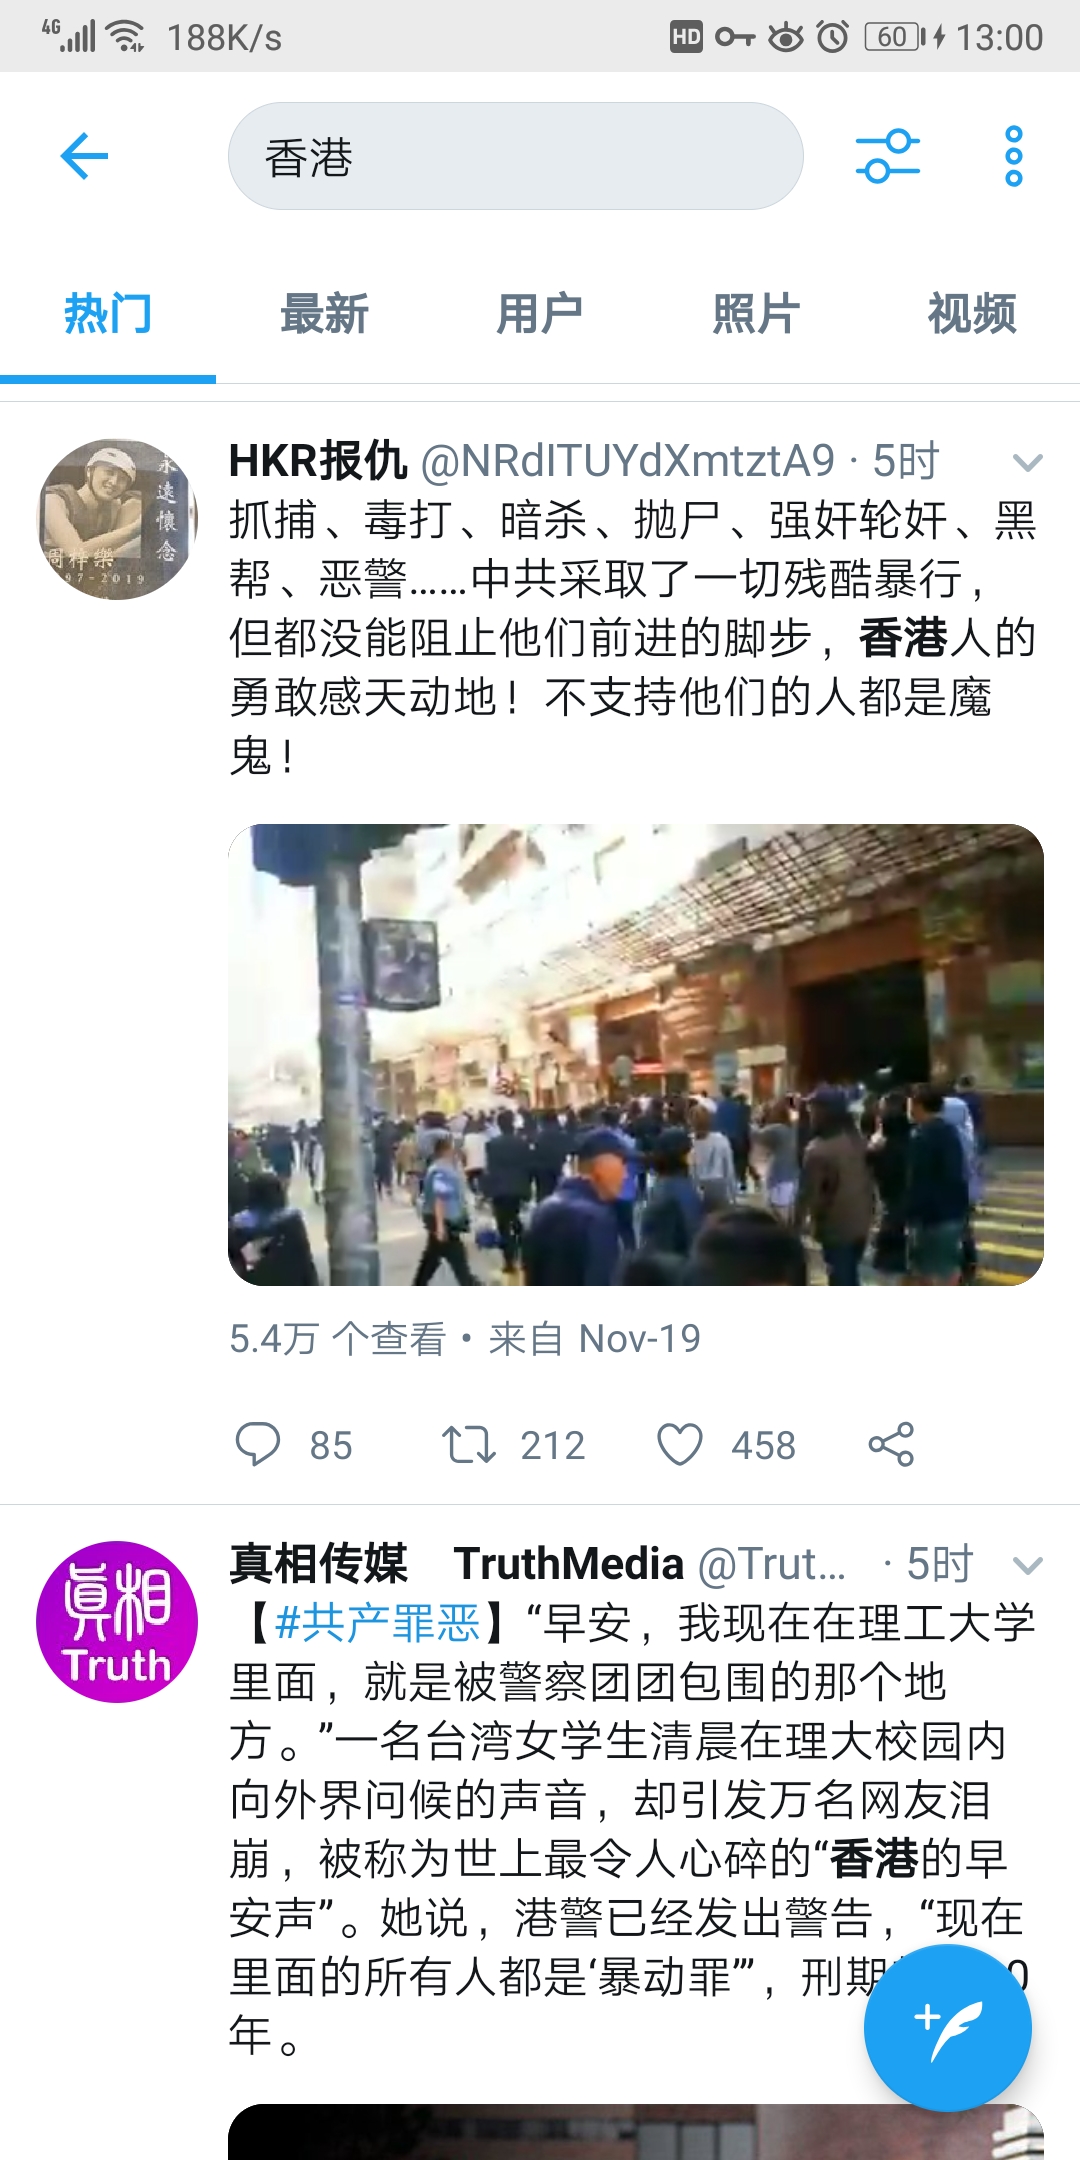 4G 188K/s HD 60 13:00
香港
热门 最新 用户 照片 视频
HKR报仇 @NRdITUYdXmtztA9 · 5时
永遠懷念
周梓樂
97-2019
抓捕、毒打、暗杀、抛尸、强奸轮奸、黑
帮、恶警......中共采取了一切残酷暴行，
但都没能阻止他们前进的脚步，香港人的
勇敢感天动地！不支持他们的人都是魔
鬼！
5.4万 个查看 • 来自 Nov-19
85 212 458
真相传媒 TruthMedia @Trut... · 5时
眞相
Truth
【#共产罪恶】“早安，我现在在理工大学
里面，就是被警察团团包围的那个地
方。”一名台湾女学生清晨在理大校园内
向外界问候的声音，却引发万名网友泪
崩，被称为世上最令人心碎的“香港的早
安声”。她说，港警已经发出警告，“现在
里面的所有人都是‘暴动罪’”，刑期 0
年。